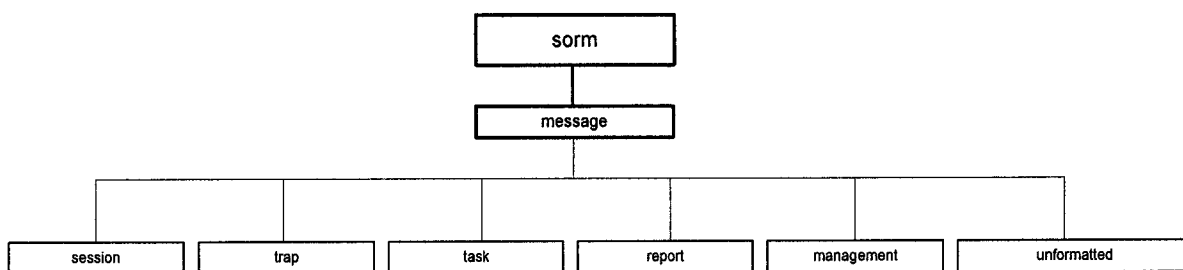 sorm
message
session
trap
task
report
management
unformatted